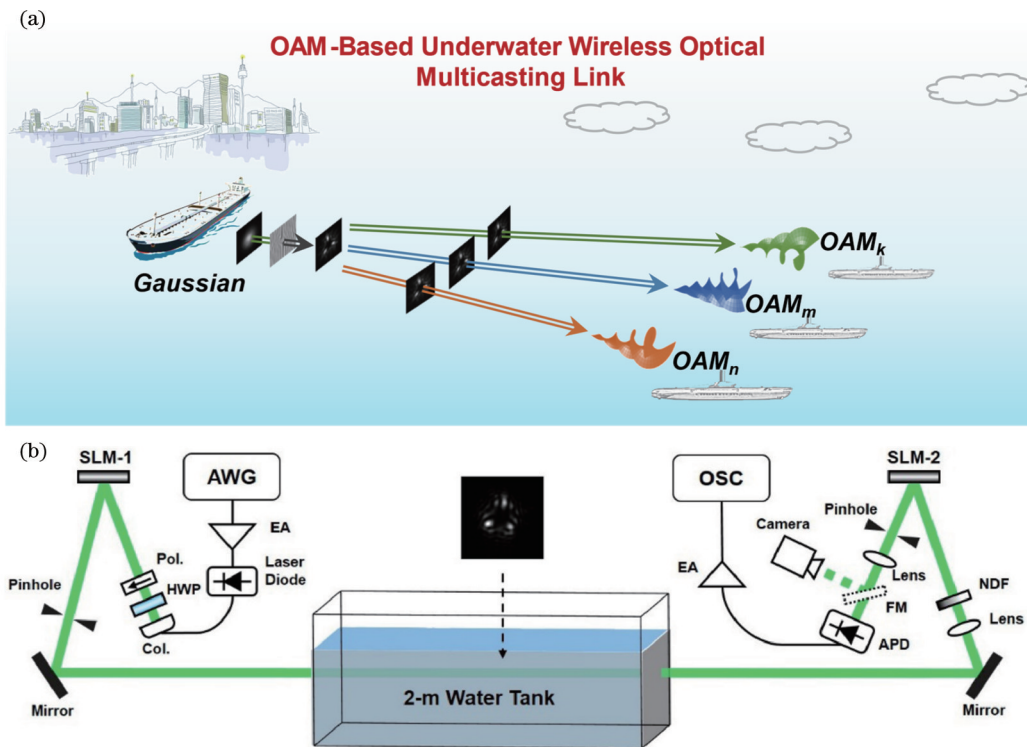 (a)
OAM-Based Underwater Wireless Optical
Multicasting Link
Gaussian
OAMk
OAMm
OAMn
(b)
SLM-1
AWG
EA
Laser
Diode
Pol.
HWP
Col.
Pinhole
Mirror
2-m Water Tank
OSC
SLM-2
Pinhole
Camera
EA
Lens
FM
APD
NDF
Lens
Mirror